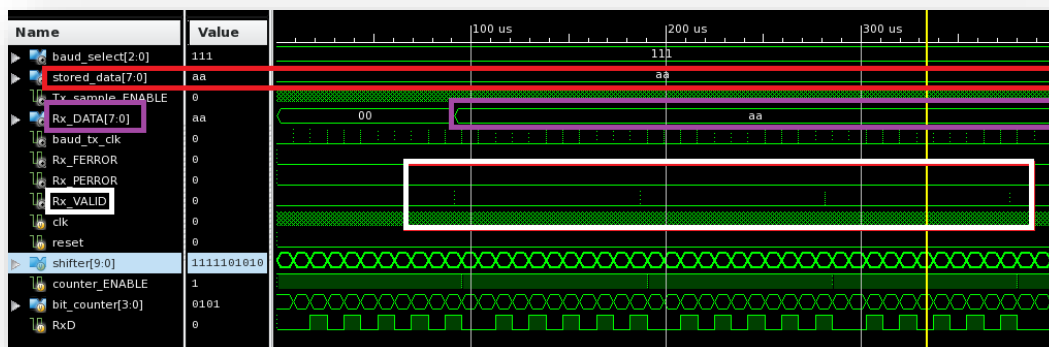 Name Value
100 us 200 us 300 us
baud_select[2:0] 111 111
stored_data[7:0] aa aa
Tx_sample_ENABLE 0
Rx_DATA[7:0] aa 00 aa
baud_tx_clk 0
Rx_FERROR 0
Rx_PERROR 0
Rx_VALID 0
clk 0
reset 0
shifter[9:0] 1111101010
counter_ENABLE 1
bit_counter[3:0] 0101
RxD 0